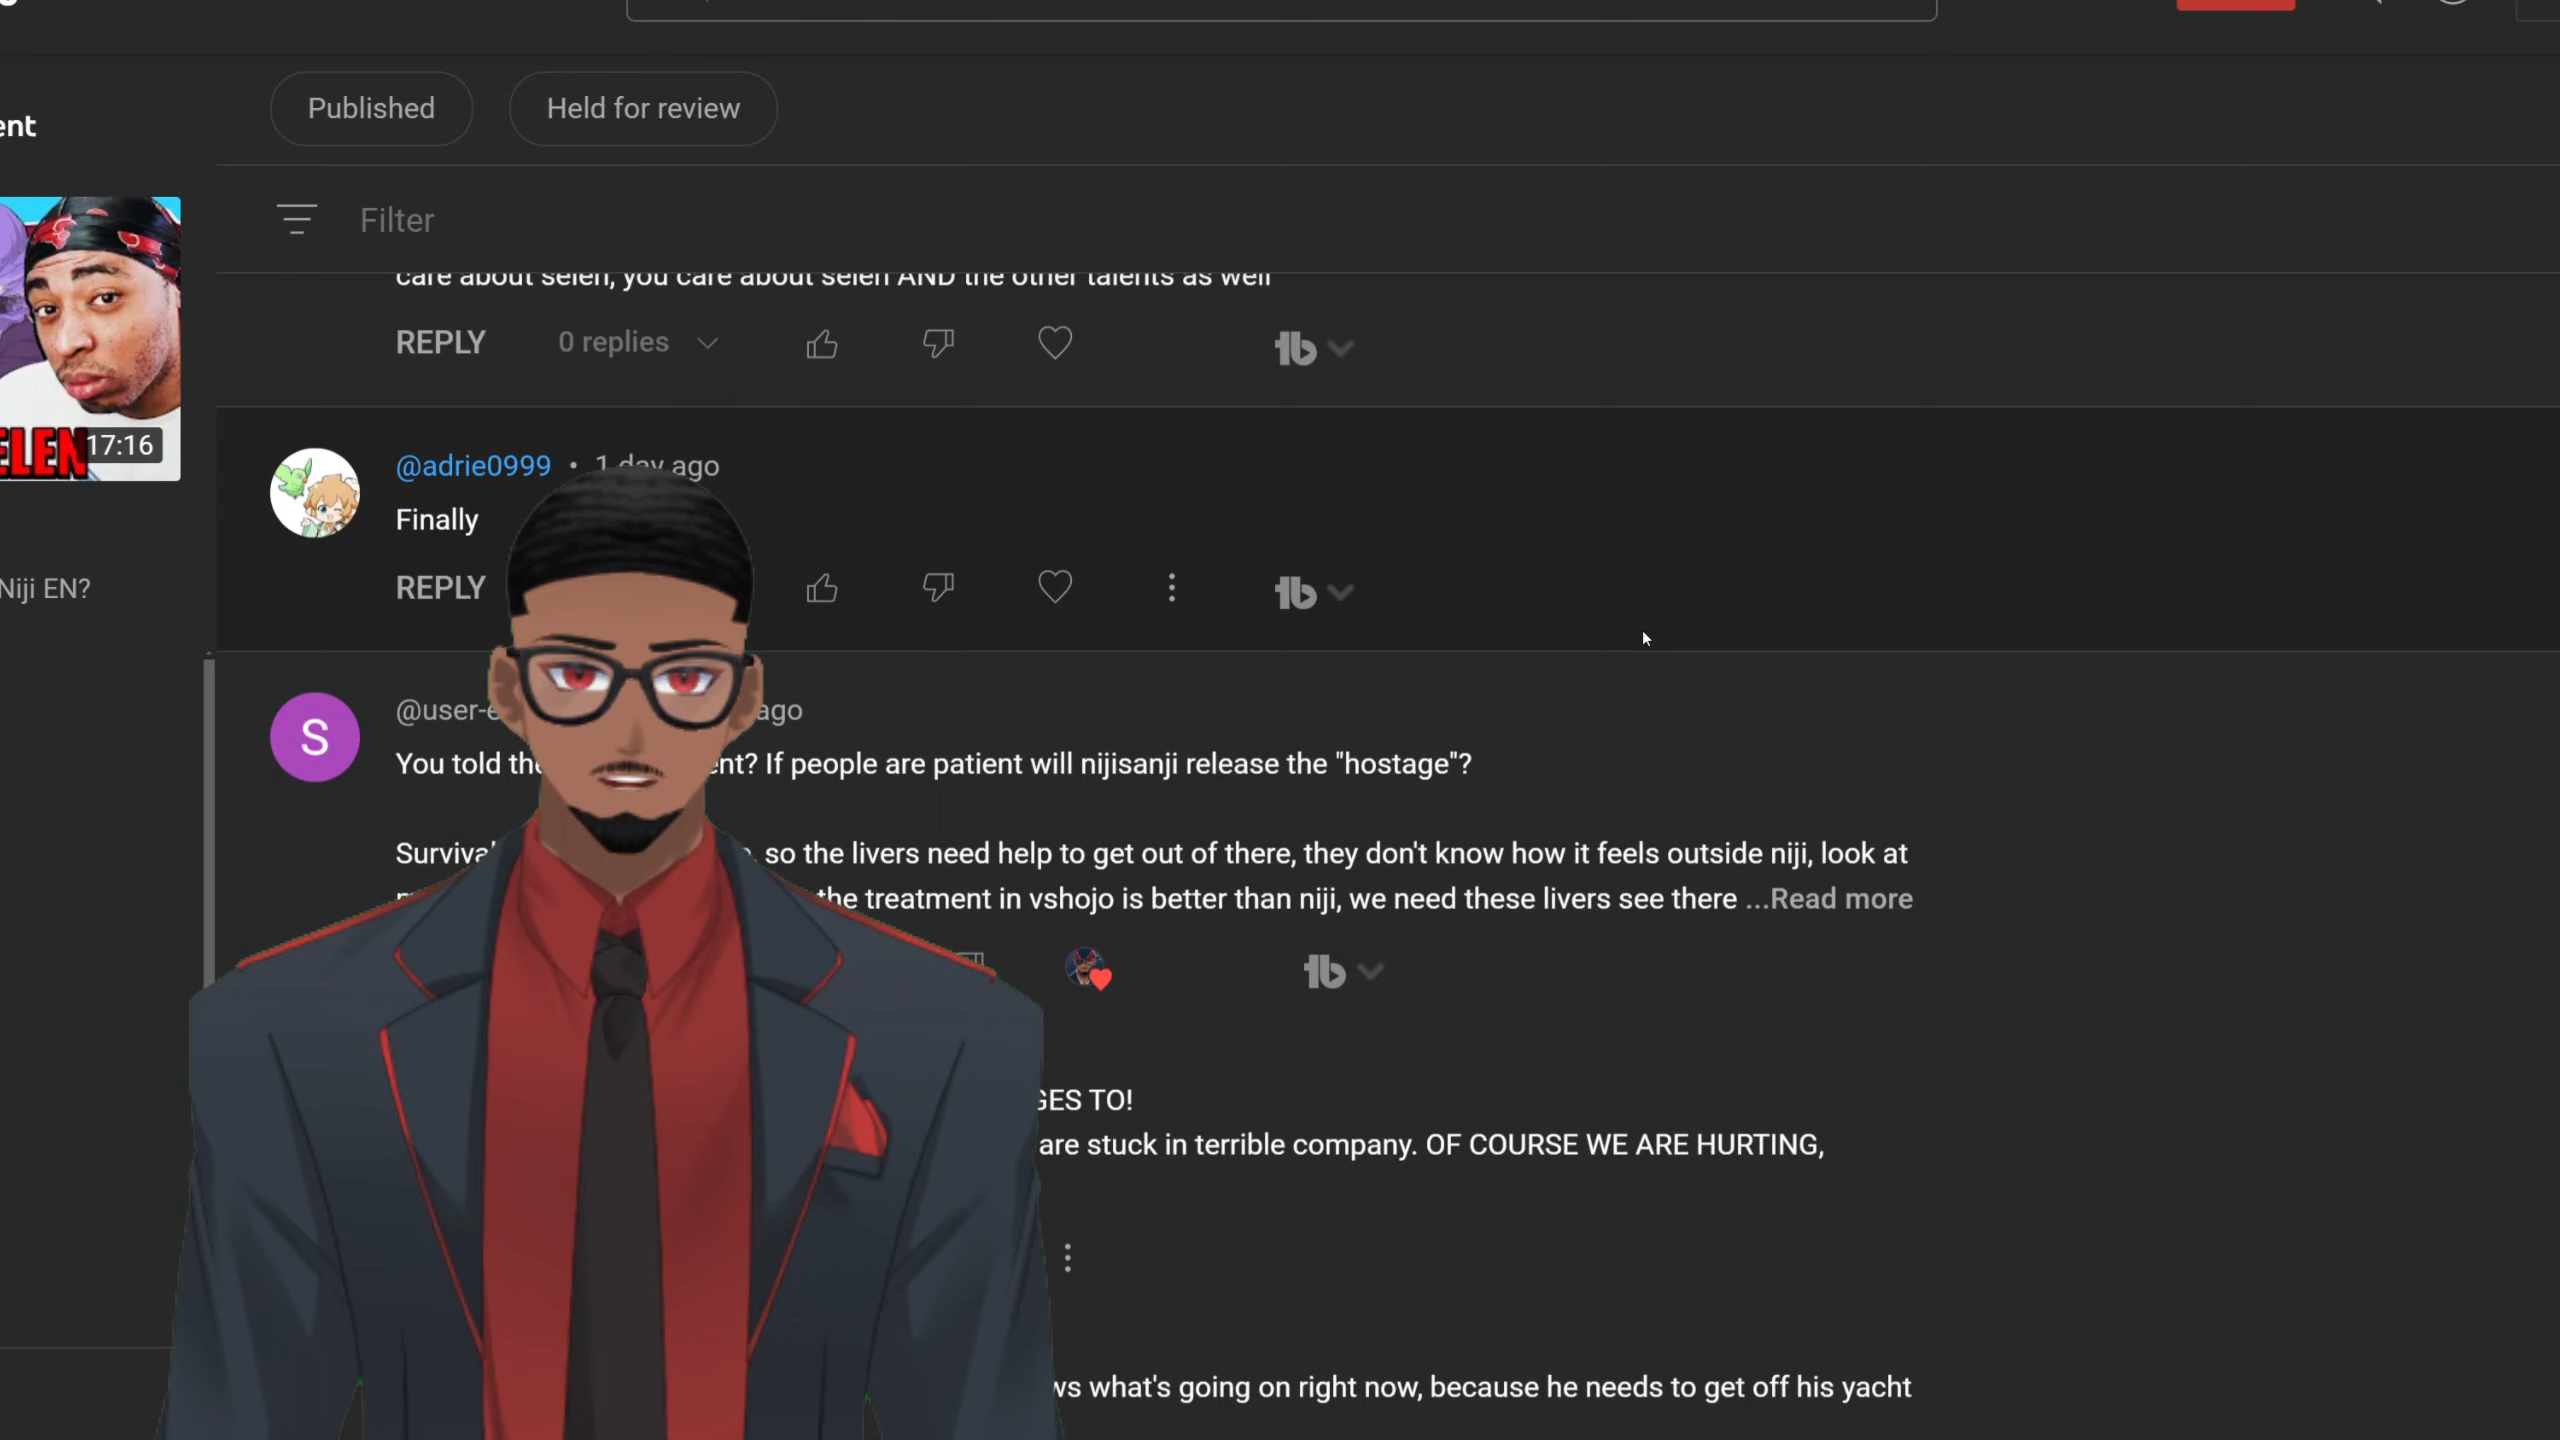 Published
Held for review
ent
Filter
care about selen, you care about selen AND the other talents as well
REPLY
0 replies
ELEN
17:16
@adrie0999 • 1 day ago
Finally
REPLY
Niji EN?
S
@user-e ago
You told the ent? If people are patient will nijisanji release the "hostage"?
Survival so the livers need help to get out of there, they don't know how it feels outside niji, look at
the treatment in vshojo is better than niji, we need these livers see there ...Read more
GES TO!
are stuck in terrible company. OF COURSE WE ARE HURTING,
ws what's going on right now, because he needs to get off his yacht